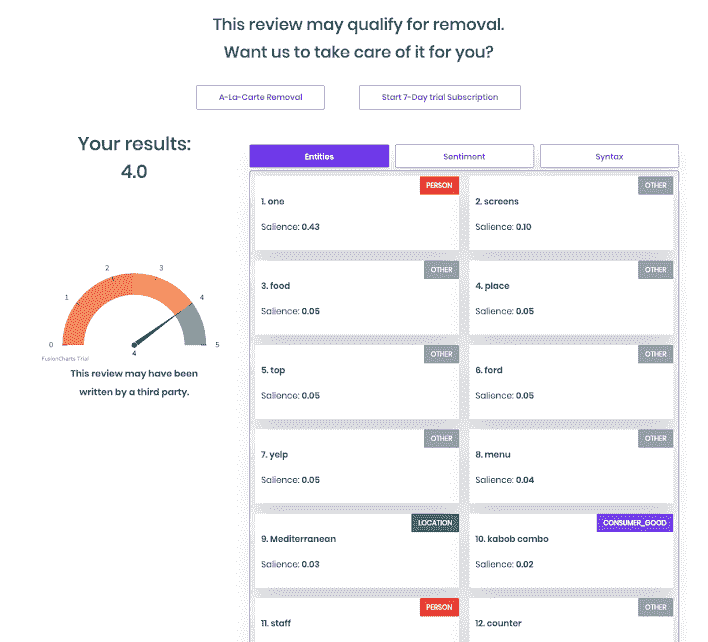 This review may qualify for removal.
Want us to take care of it for you?
A-La-Carte Removal
Start 7-Day trial Subscription
Your results:
4.0
0
1
2
3
4
5
4
FusionCharts Trial
This review may have been
written by a third party.
Entities
Sentiment
Syntax
PERSON
1. one
Salience: 0.43
OTHER
2. screens
Salience: 0.10
OTHER
3. food
Salience: 0.05
OTHER
4. place
Salience: 0.05
OTHER
5. top
Salience: 0.05
OTHER
6. ford
Salience: 0.05
OTHER
7. yelp
Salience: 0.05
OTHER
8. menu
Salience: 0.04
LOCATION
9. Mediterranean
Salience: 0.03
CONSUMER_GOOD
10. kabob combo
Salience: 0.02
PERSON
11. staff
OTHER
12. counter